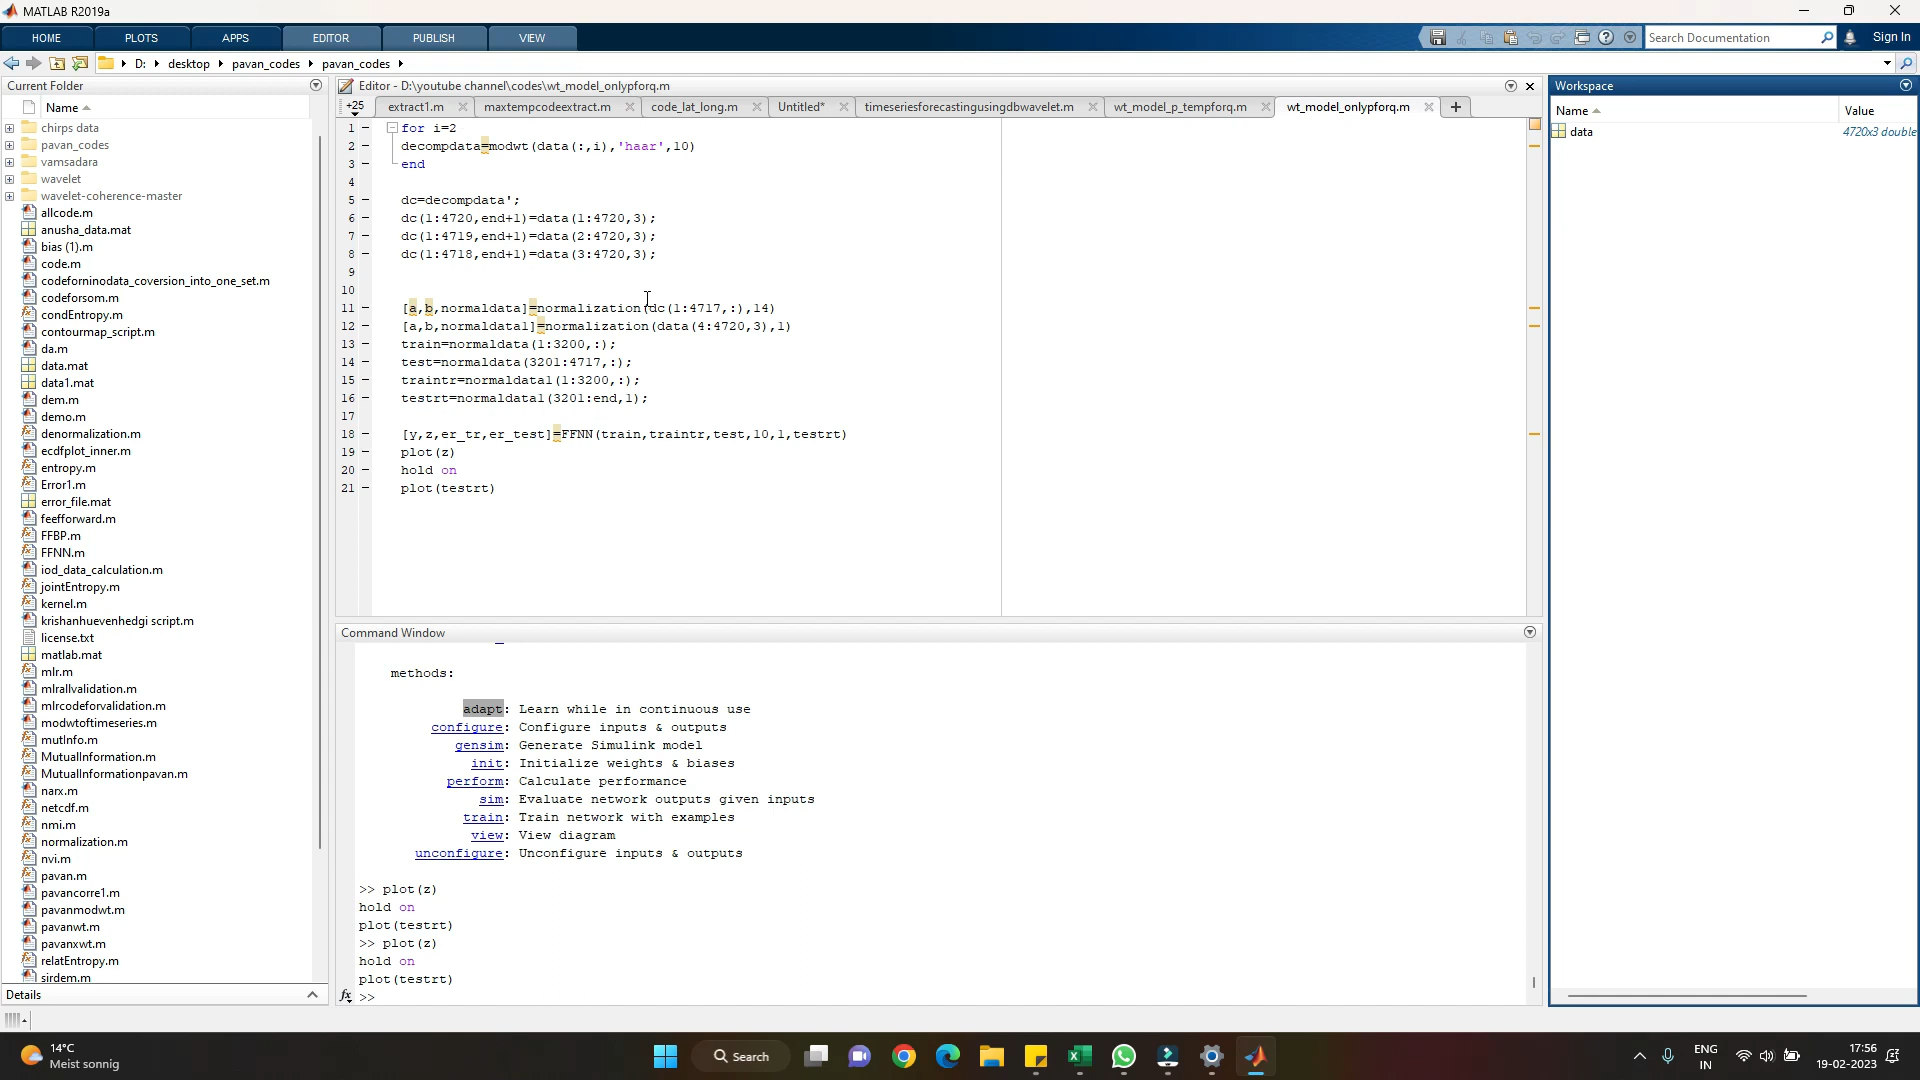 MATLAB R2019a
HOME PLOTS APPS EDITOR PUBLISH VIEW Search Documentation Sign In
D: desktop pavan_codes pavan_codes
Current Folder
Name
chirps data
pavan_codes
vamsadara
wavelet
wavelet-coherence-master
allcode.m
anusha_data.mat
bias (1).m
code.m
codeforninodata_coversion_into_one_set.m
codeforsom.m
condEntropy.m
contourmap_script.m
da.m
data.mat
data1.mat
dem.m
demo.m
denormalization.m
ecdfplot_inner.m
entropy.m
Error1.m
error_file.mat
feefforward.m
FFBP.m
FFNN.m
iod_data_calculation.m
jointEntropy.m
kernel.m
krishanhuevenhedgi script.m
license.txt
matlab.mat
mlr.m
mlrallvalidation.m
mlrcodeforvalidation.m
modwtoftimeseries.m
mutInfo.m
MutualInformation.m
MutualInformationpavan.m
narx.m
netcdf.m
nmi.m
normalization.m
nvi.m
pavan.m
pavancorre1.m
pavanmodwt.m
pavanwt.m
pavanxwt.m
relatEntropy.m
sirdem.m
Details
Editor - D:\youtube channel\codes\wt_model_onlypforq.m
+25 extract1.m maxtempcodeextract.m code_lat_long.m Untitled* timeseriesforecastingusingdbwavelet.m wt_model_p_tempforq.m wt_model_onlypforq.m
1 for i=2
2 decompdata=modwt(data(:,i),'haar',10)
3 end
4
5 dc=decompdata';
6 dc(1:4720,end+1)=data(1:4720,3);
7 dc(1:4719,end+1)=data(2:4720,3);
8 dc(1:4718,end+1)=data(3:4720,3);
9
10
11 [a,b,normaldata]=normalization(dc(1:4717,:),14)
12 [a,b,normaldata1]=normalization(data(4:4720,3),1)
13 train=normaldata(1:3200,:);
14 test=normaldata(3201:4717,:);
15 traintr=normaldata1(1:3200,:);
16 testrt=normaldata1(3201:end,1);
17
18 [y,z,er_tr,er_test]=FFNN(train,traintr,test,10,1,testrt)
19 plot(z)
20 hold on
21 plot(testrt)
Command Window
methods:
adapt: Learn while in continuous use
configure: Configure inputs & outputs
gensim: Generate Simulink model
init: Initialize weights & biases
perform: Calculate performance
sim: Evaluate network outputs given inputs
train: Train network with examples
view: View diagram
unconfigure: Unconfigure inputs & outputs
>> plot(z)
hold on
plot(testrt)
>> plot(z)
hold on
plot(testrt)
fx >>
Workspace
Name Value
data 4720x3 double
14°C
Meist sonnig
Search
ENG
IN
17:56
19-02-2023